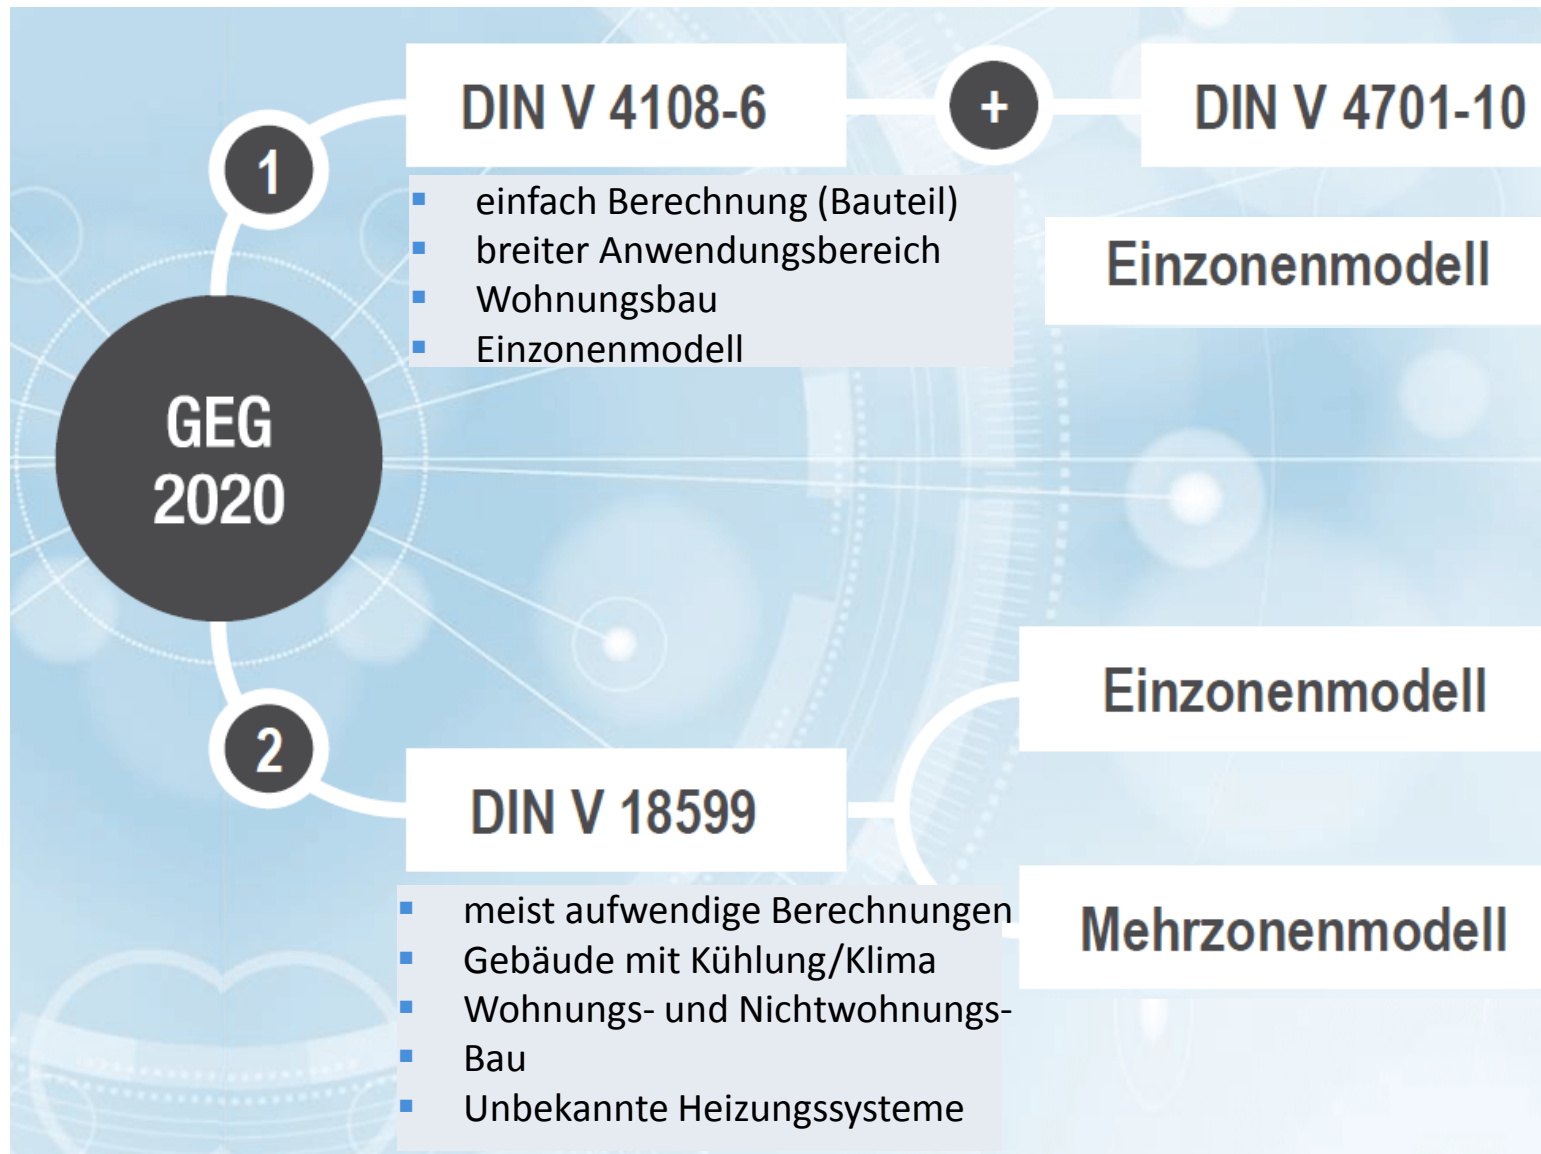 GEG
2020
1
DIN V 4108-6
+
DIN V 4701-10
einfach Berechnung (Bauteil)
breiter Anwendungsbereich
Wohnungsbau
Einzonenmodell
Einzonenmodell
2
DIN V 18599
meist aufwendige Berechnungen
Gebäude mit Kühlung/Klima
Wohnungs- und Nichtwohnungs-
Bau
Unbekannte Heizungssysteme
Einzonenmodell
Mehrzonenmodell